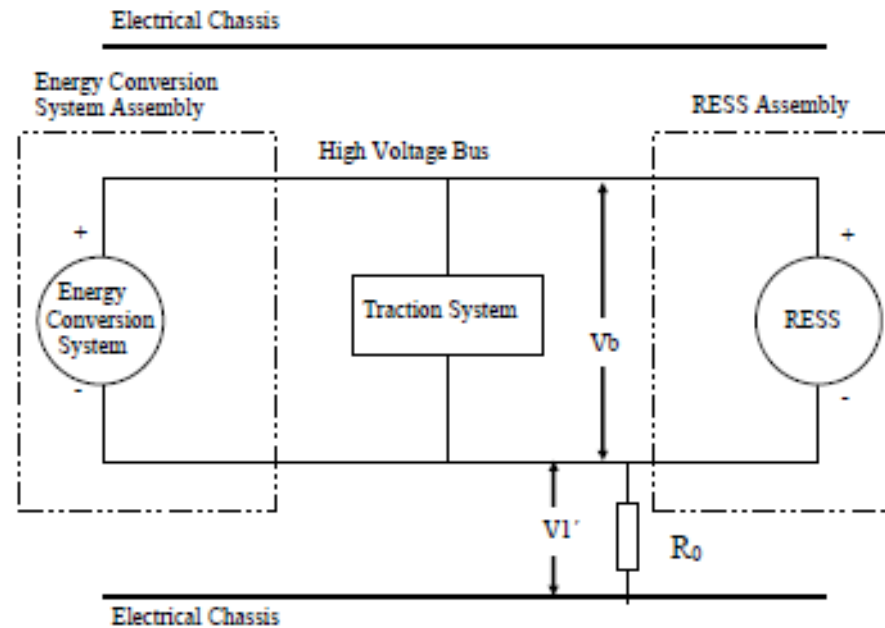 Electrical Chassis
Energy Conversion
System Assembly
RESS Assembly
High Voltage Bus
+
+
Energy
Conversion
System
Traction System
Vb
RESS
-
-
V1´
R₀
Electrical Chassis